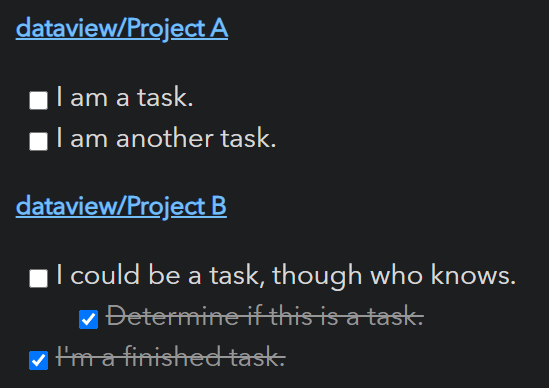 dataview/Project A
I am a task.
I am another task.
dataview/Project B
I could be a task, though who knows.
Determine if this is a task.
I'm a finished task.